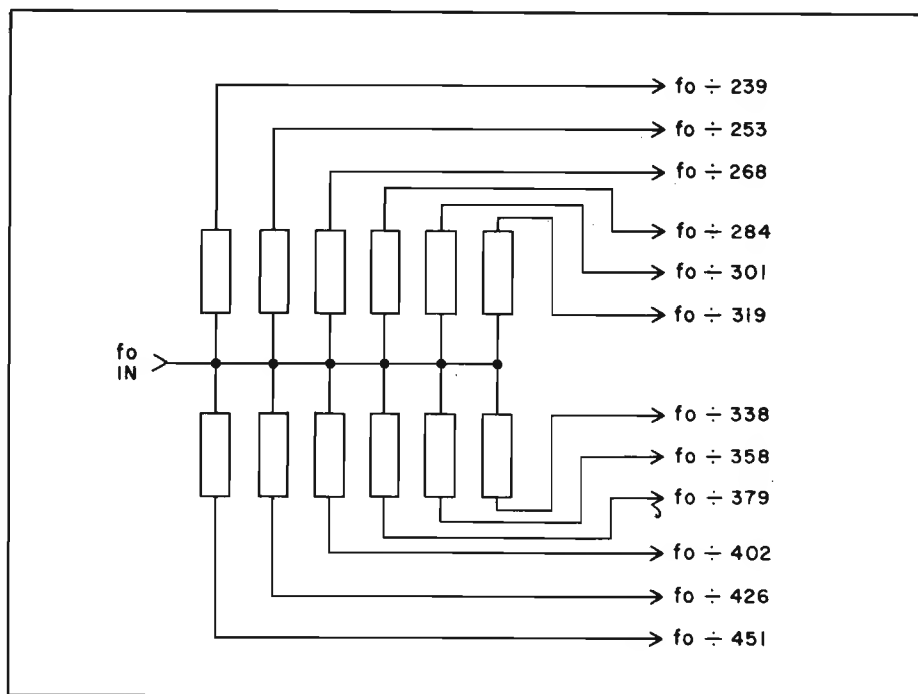 fo ÷ 239
fo ÷ 253
fo ÷ 268
fo ÷ 284
fo ÷ 301
fo ÷ 319
fo
IN
fo ÷ 338
fo ÷ 358
fo ÷ 379
fo ÷ 402
fo ÷ 426
fo ÷ 451